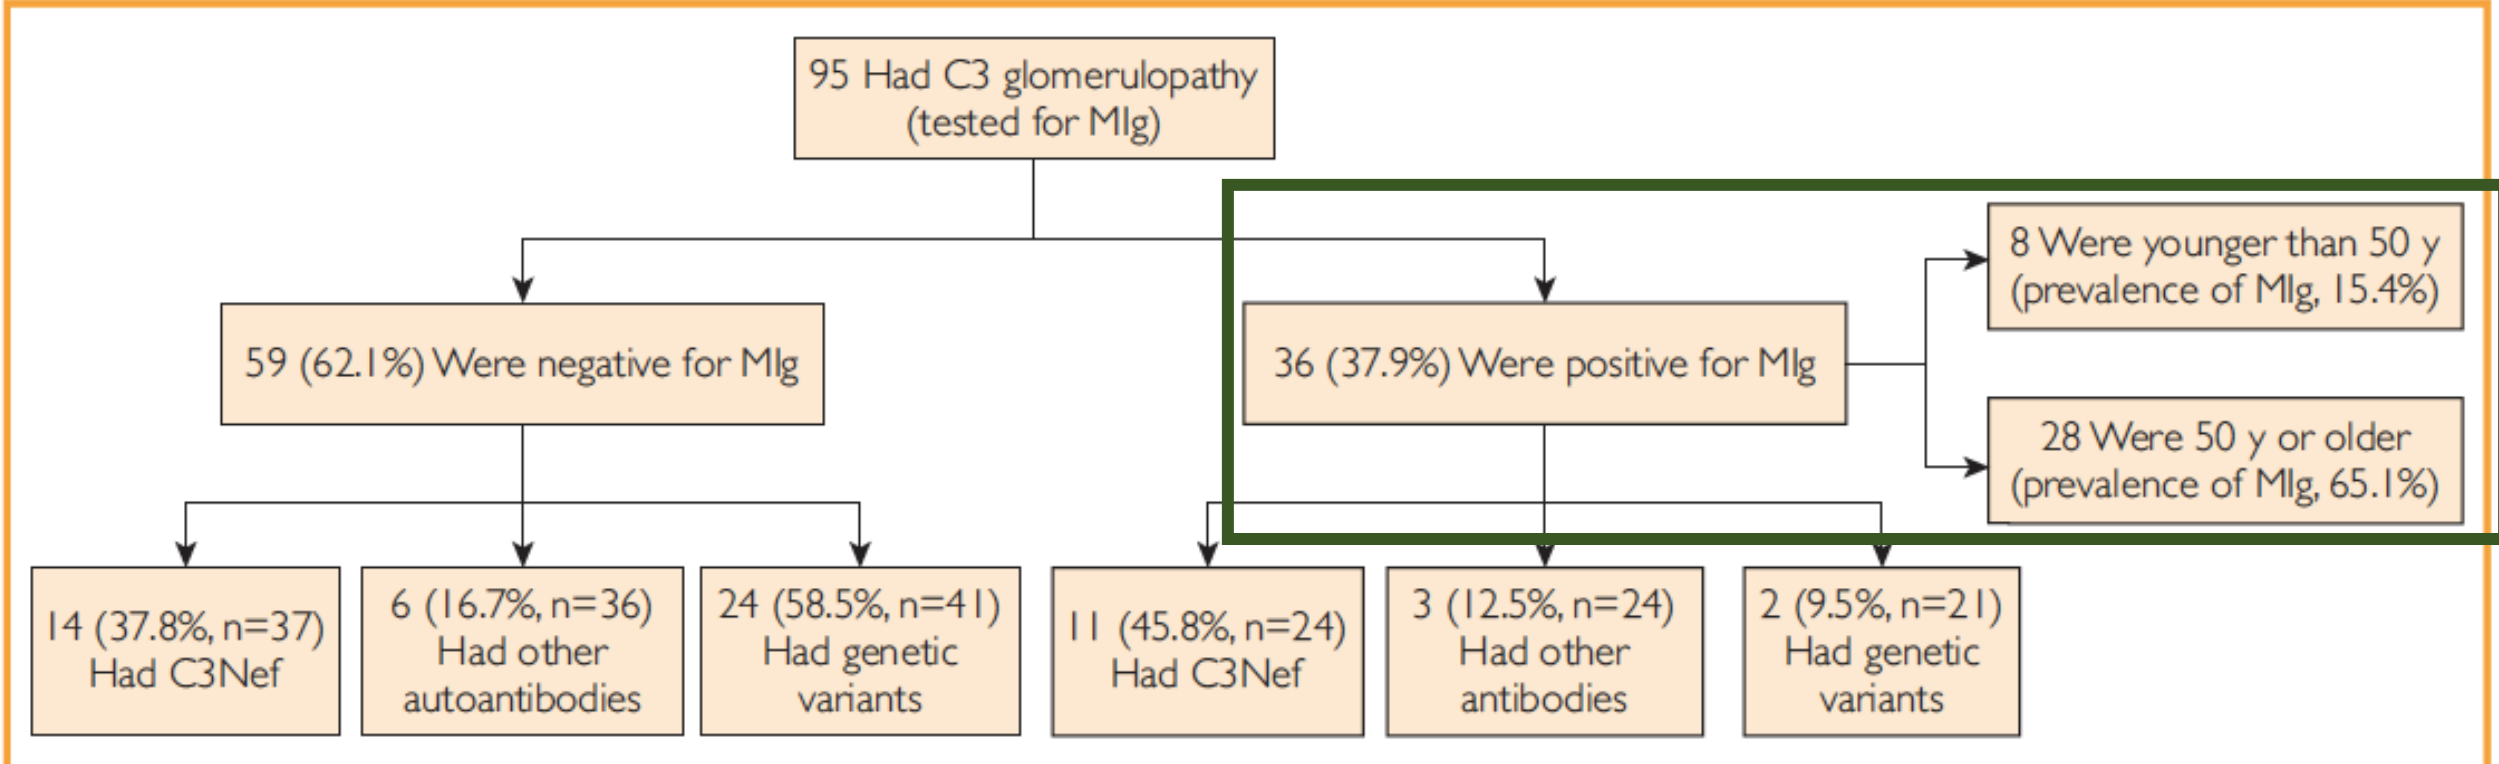 95 Had C3 glomerulopathy
(tested for MIg)
8 Were younger than 50 y
(prevalence of MIg, 15.4%)
59 (62.1%) Were negative for MIg
36 (37.9%) Were positive for MIg
28 Were 50 y or older
(prevalence of MIg, 65.1%)
14 (37.8%, n=37)
Had C3Nef
6 (16.7%, n=36)
Had other
autoantibodies
24 (58.5%, n=41)
Had genetic
variants
11 (45.8%, n=24)
Had C3Nef
3 (12.5%, n=24)
Had other
antibodies
2 (9.5%, n=21)
Had genetic
variants